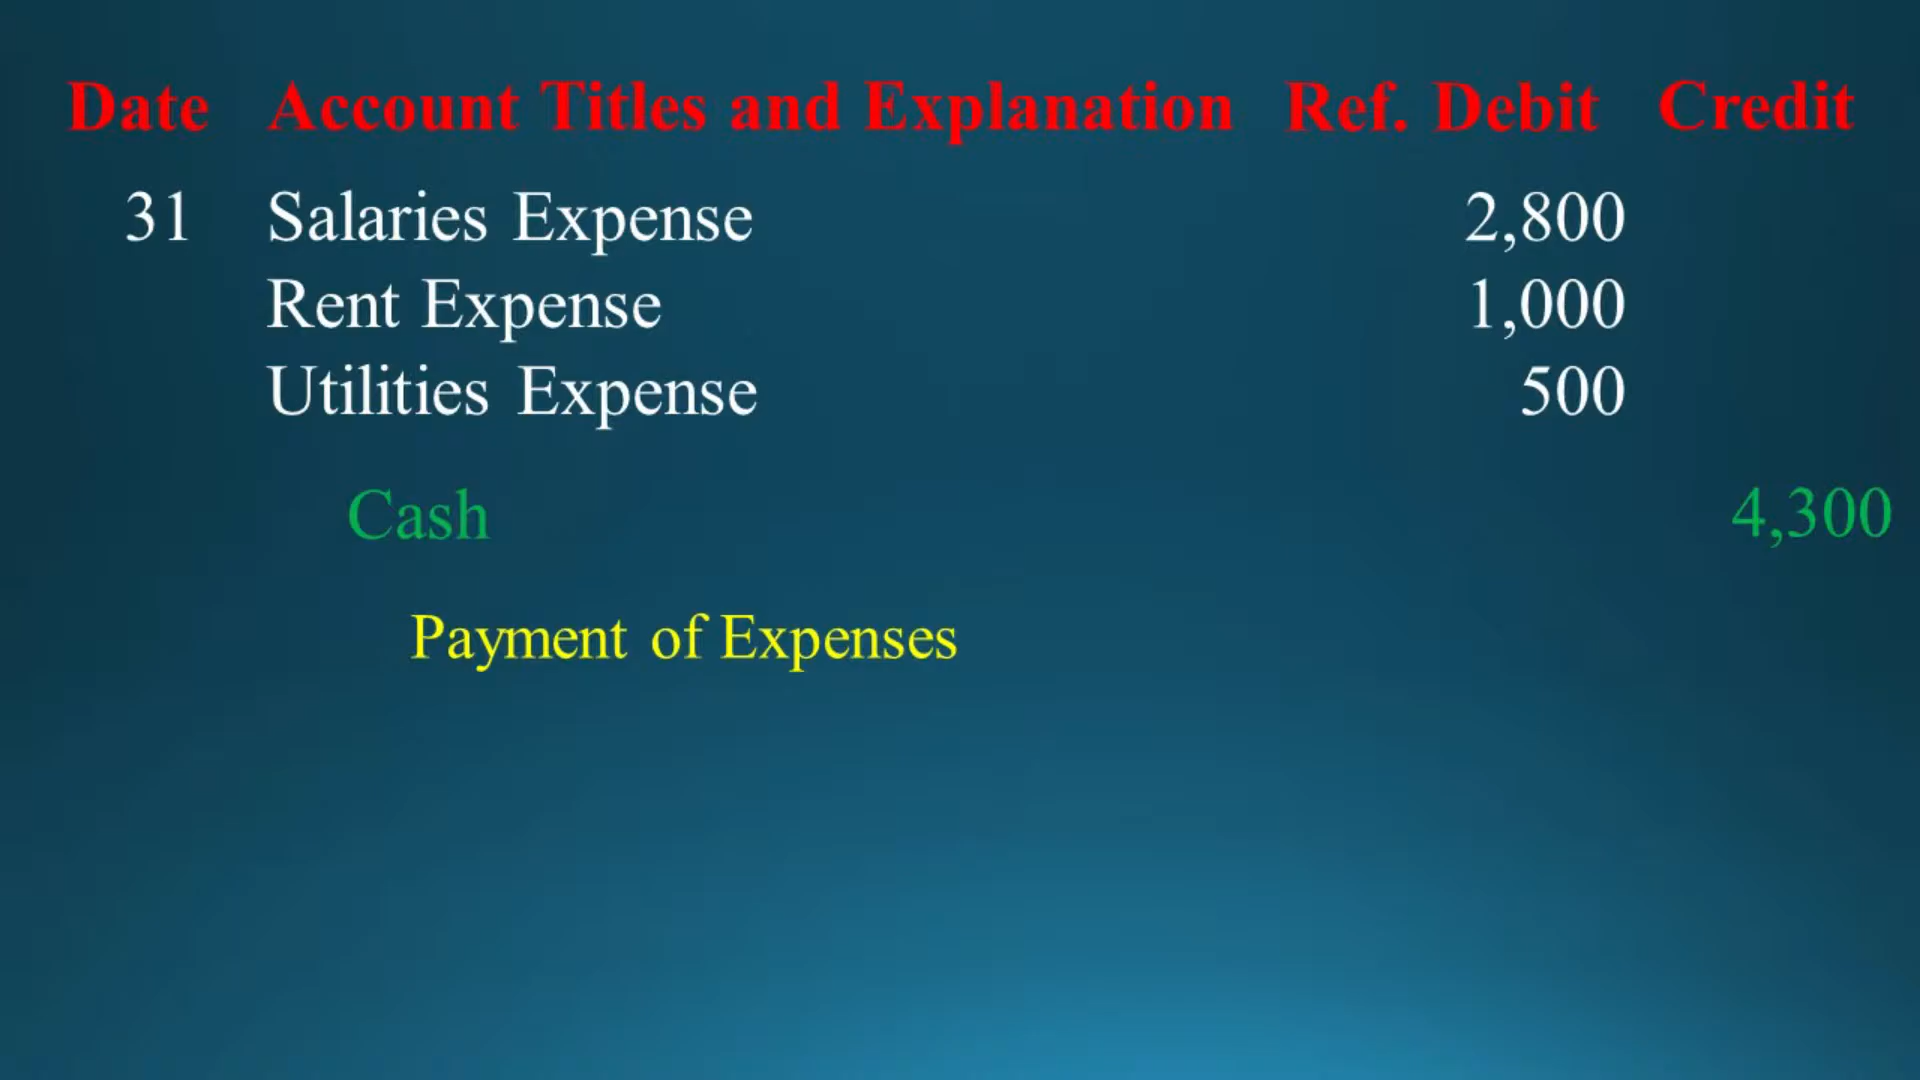 Date Account Titles and Explanation Ref. Debit Credit
31 Salaries Expense 2,800
Rent Expense 1,000
Utilities Expense 500
Cash 4,300
Payment of Expenses